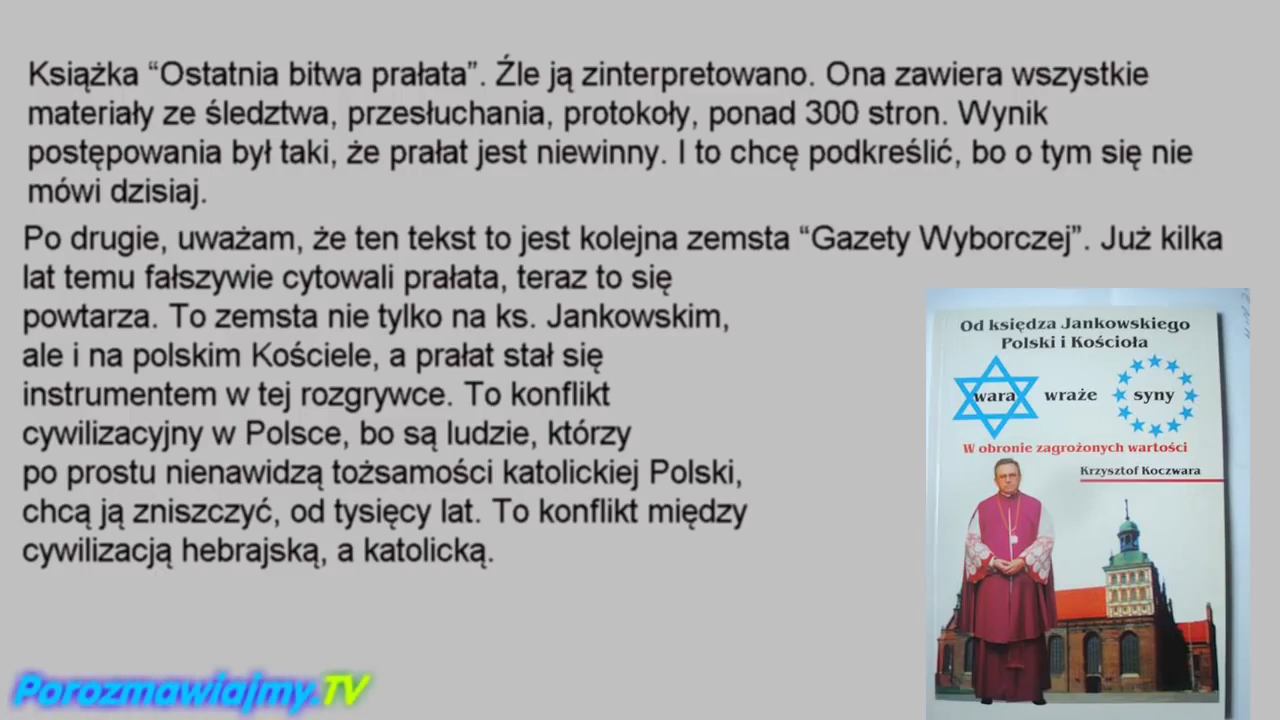 Książka “Ostatnia bitwa prałata”. Źle ją zinterpretowano. Ona zawiera wszystkie
materiały ze śledztwa, przesłuchania, protokoły, ponad 300 stron. Wynik
postępowania był taki, że prałat jest niewinny. I to chcę podkreślić, bo o tym się nie
mówi dzisiaj.
Po drugie, uważam, że ten tekst to jest kolejna zemsta “Gazety Wyborczej”. Już kilka
lat temu fałszywie cytowali prałata, teraz to się
powtarza. To zemsta nie tylko na ks. Jankowskim,
ale i na polskim Kościele, a prałat stał się
instrumentem w tej rozgrywce. To konflikt
cywilizacyjny w Polsce, bo są ludzie, którzy
po prostu nienawidzą tożsamości katolickiej Polski,
chcą ją zniszczyć, od tysięcy lat. To konflikt między
cywilizacją hebrajską, a katolicką.
Od księdza Jankowskiego
Polski i Kościoła
wara wraże syny
W obronie zagrożonych wartości
Krzysztof Koczwara
Porozmawiajmy.TV